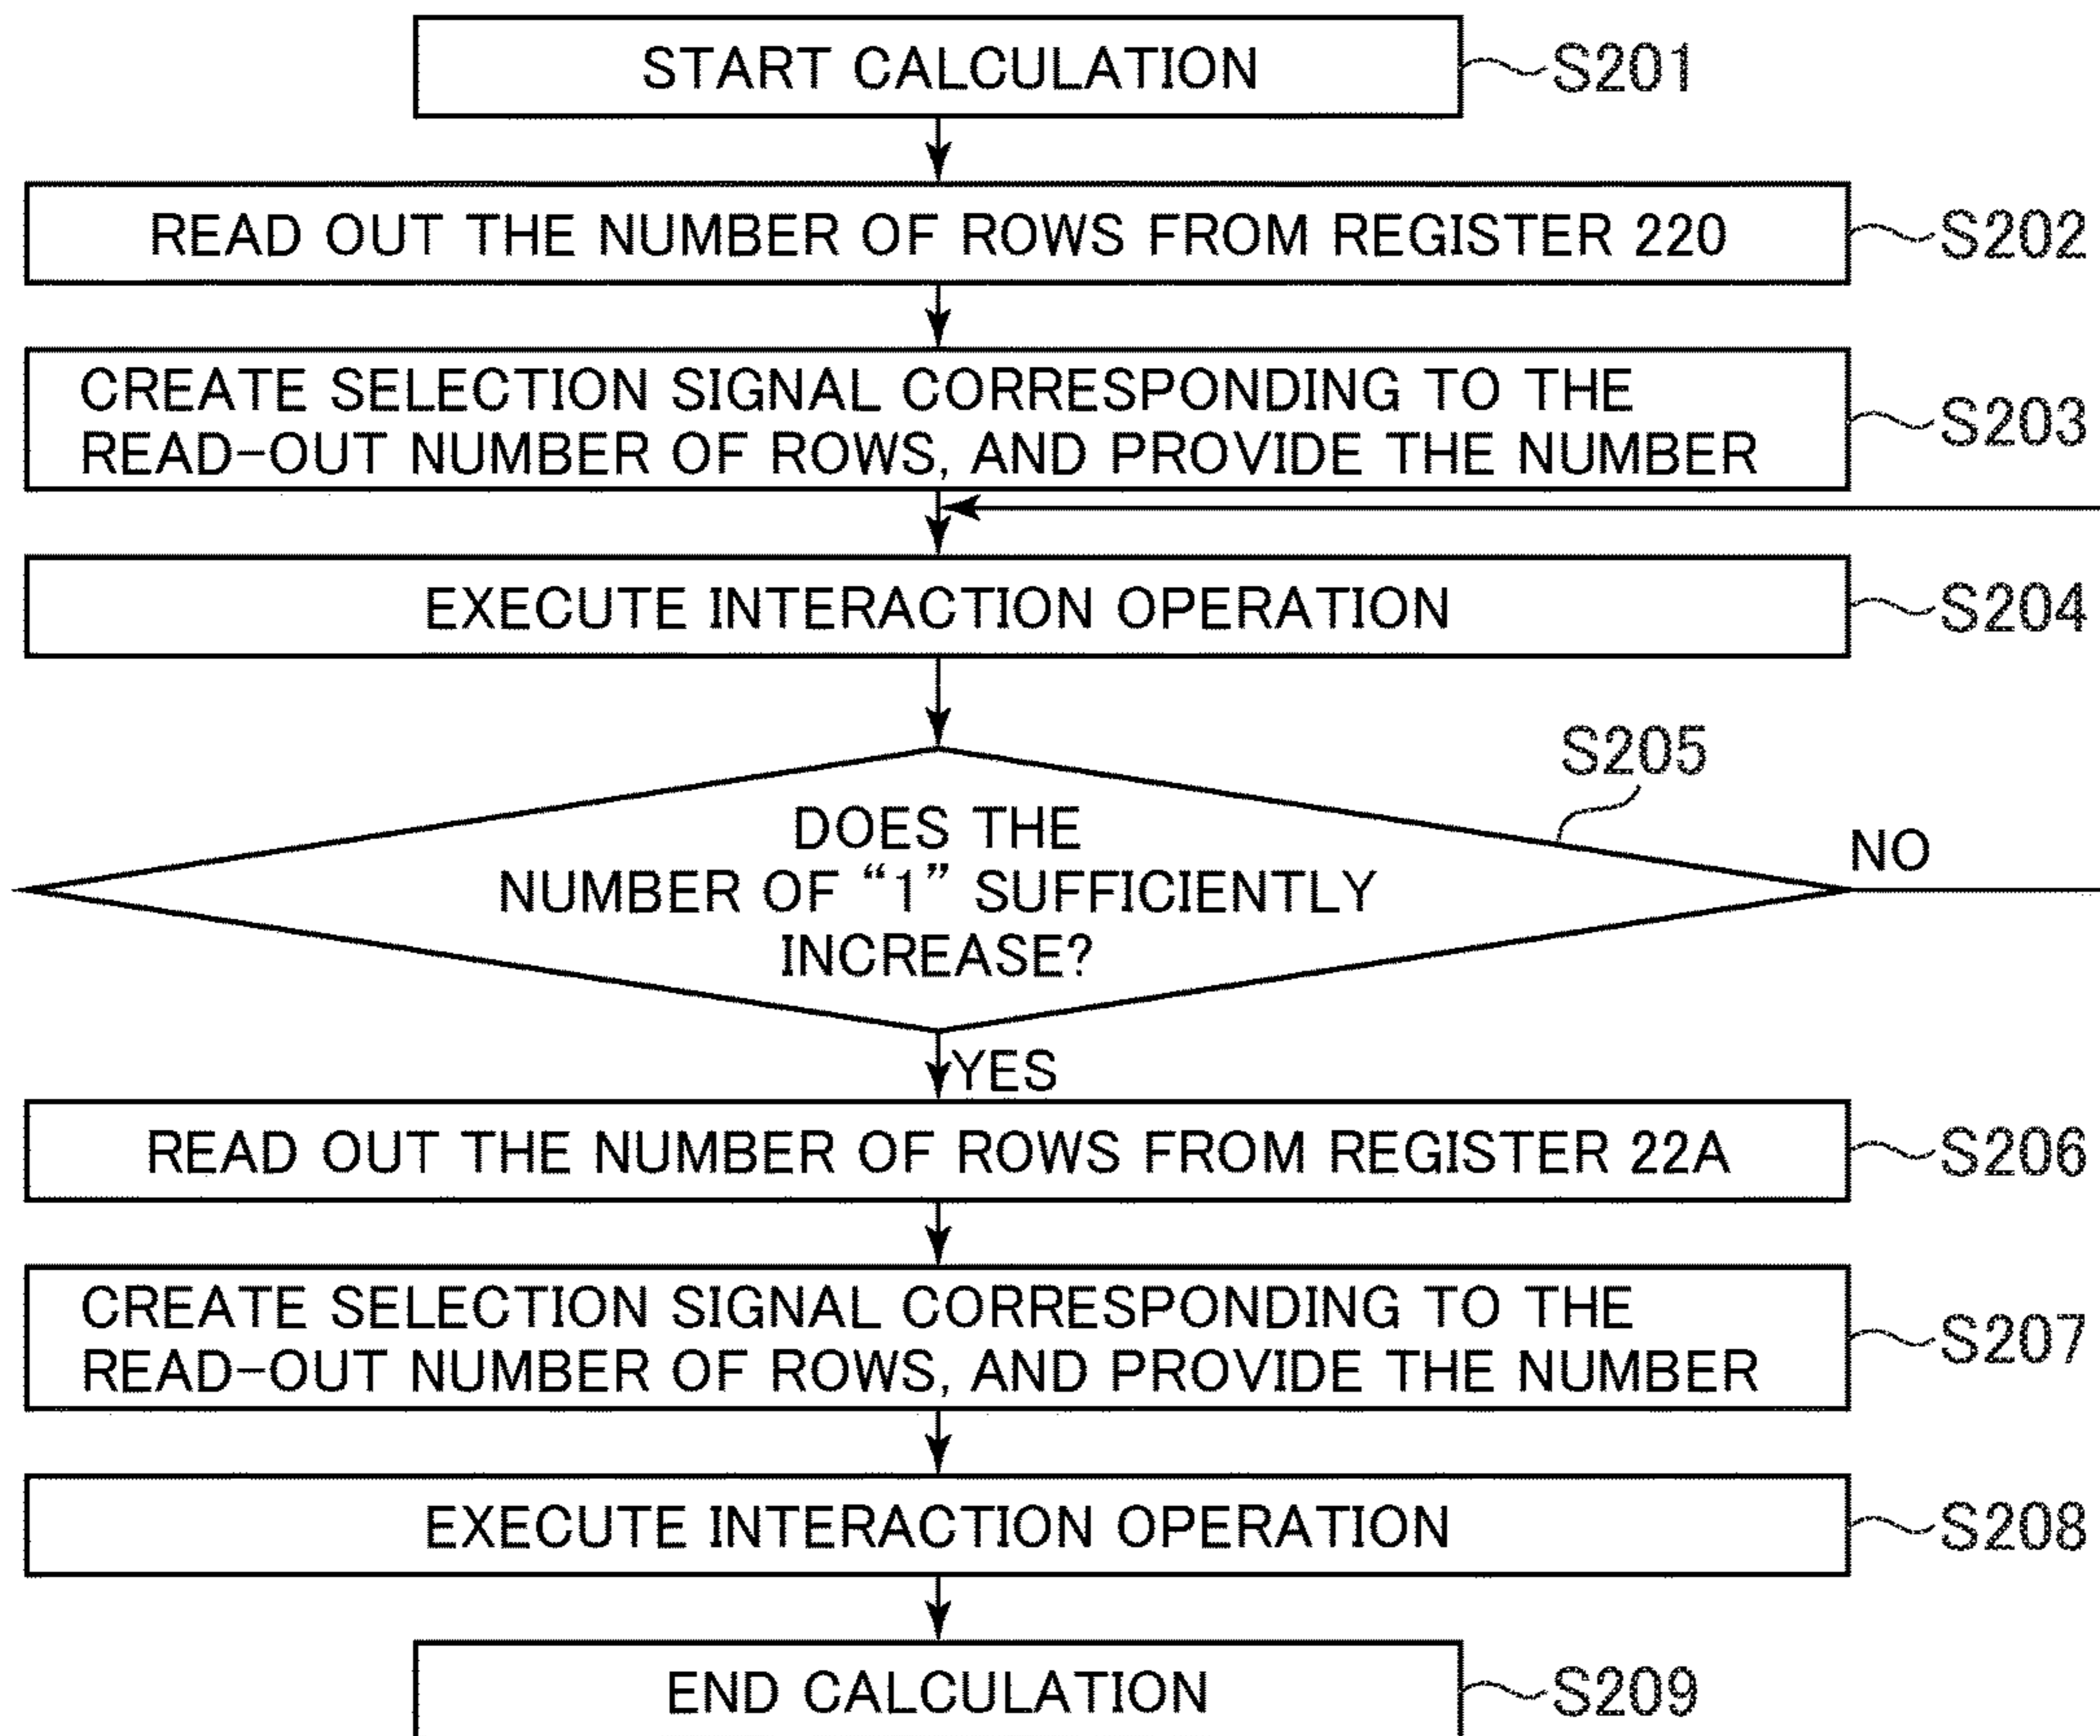 START CALCULATION
S201
READ OUT THE NUMBER OF ROWS FROM REGISTER 220
S202
CREATE SELECTION SIGNAL CORRESPONDING TO THE
READ-OUT NUMBER OF ROWS, AND PROVIDE THE NUMBER
S203
EXECUTE INTERACTION OPERATION
S204
S205
DOES THE
NUMBER OF “1” SUFFICIENTLY
INCREASE?
NO
YES
READ OUT THE NUMBER OF ROWS FROM REGISTER 22A
S206
CREATE SELECTION SIGNAL CORRESPONDING TO THE
READ-OUT NUMBER OF ROWS, AND PROVIDE THE NUMBER
S207
EXECUTE INTERACTION OPERATION
S208
END CALCULATION
S209